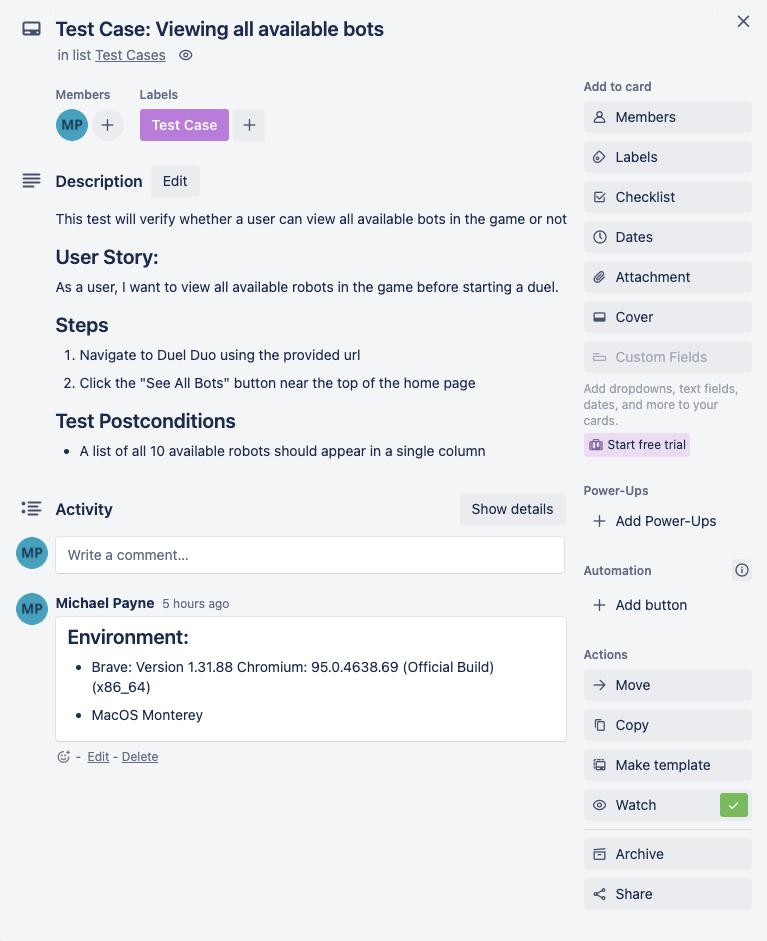 Test Case: Viewing all available bots
in list Test Cases
Members
Labels
MP
Test Case
Description
Edit
This test will verify whether a user can view all available bots in the game or not
User Story:
As a user, I want to view all available robots in the game before starting a duel.
Steps
1. Navigate to Duel Duo using the provided url
2. Click the "See All Bots" button near the top of the home page
Test Postconditions
• A list of all 10 available robots should appear in a single column
Activity
Show details
MP
Write a comment...
MP
Michael Payne 5 hours ago
Environment:
• Brave: Version 1.31.88 Chromium: 95.0.4638.69 (Official Build)
(x86_64)
• MacOS Monterey
- Edit - Delete
Add to card
Members
Labels
Checklist
Dates
Attachment
Cover
Custom Fields
Add dropdowns, text fields,
dates, and more to your
cards.
Start free trial
Power-Ups
Add Power-Ups
Automation
Add button
Actions
Move
Copy
Make template
Watch
Archive
Share